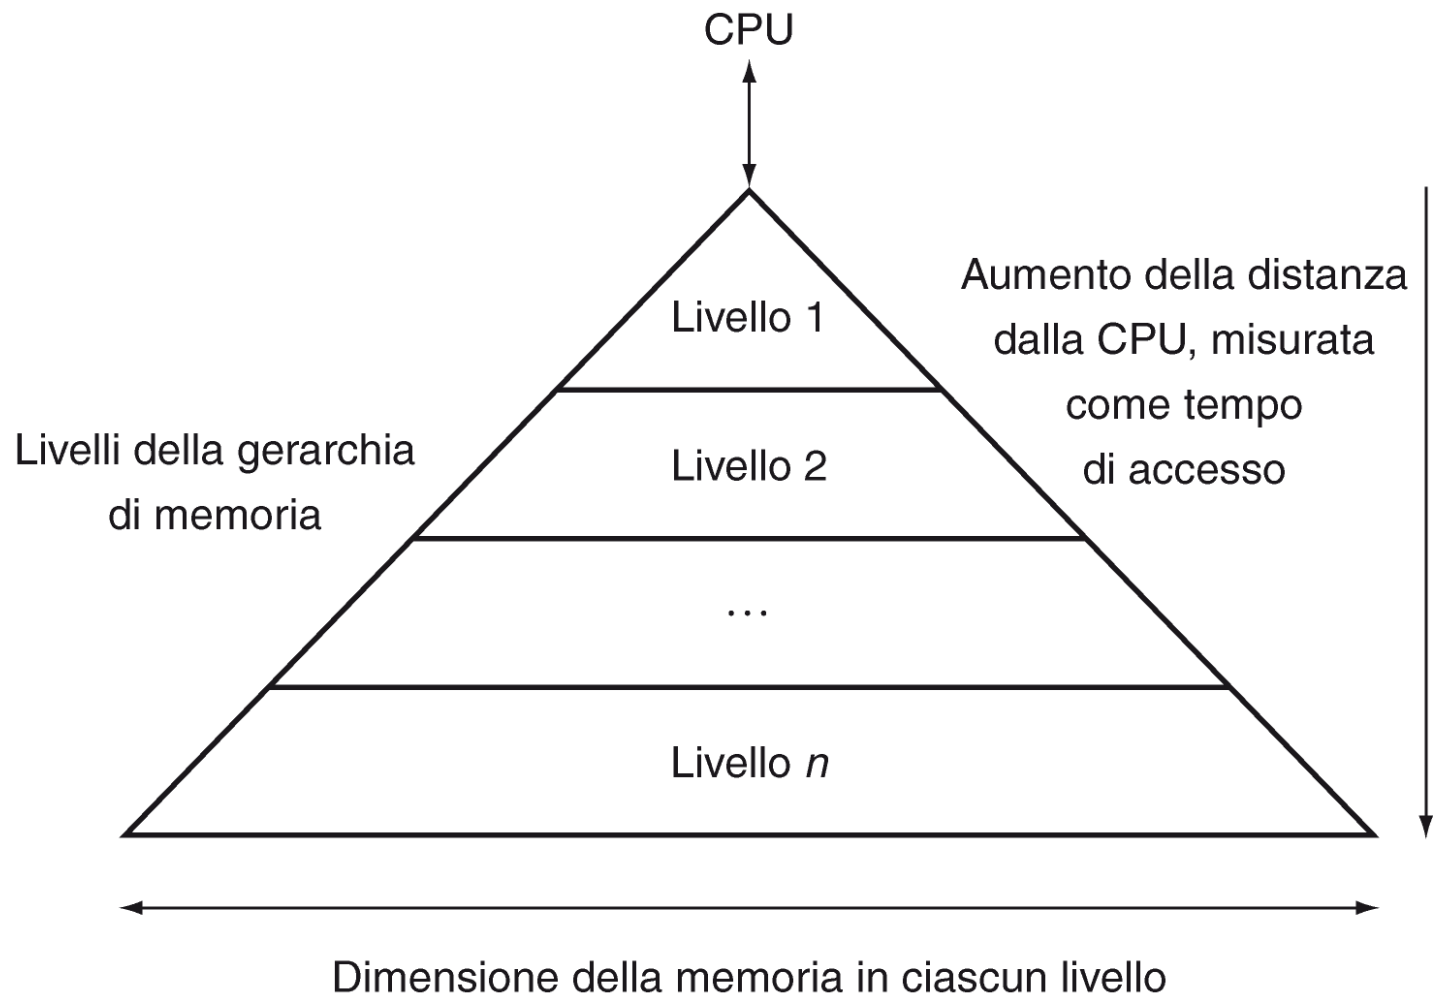 CPU
Livello 1
Aumento della distanza
dalla CPU, misurata
come tempo
di accesso
Livelli della gerarchia
di memoria
Livello 2
...
Livello n
Dimensione della memoria in ciascun livello